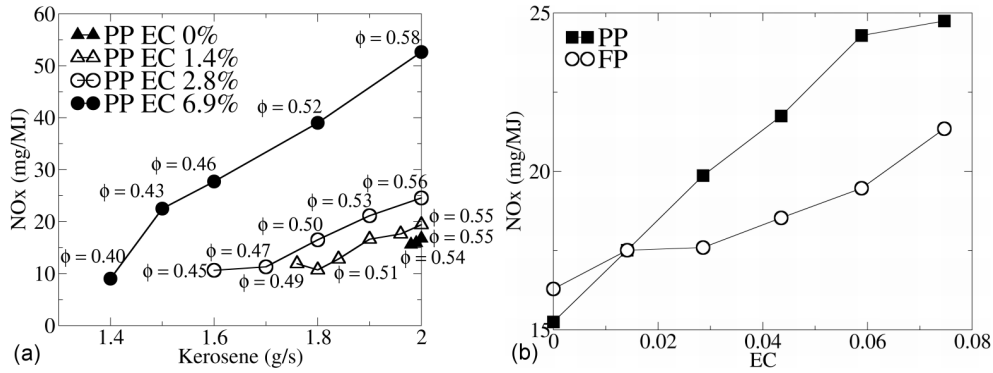 60
50
40
30
20
10
0
NOx (mg/MJ)
PP EC 0%
PP EC 1.4%
PP EC 2.8%
PP EC 6.9%
ϕ = 0.58
ϕ = 0.52
ϕ = 0.46
ϕ = 0.43
ϕ = 0.40
ϕ = 0.56
ϕ = 0.53
ϕ = 0.50
ϕ = 0.47
ϕ = 0.45
ϕ = 0.49
ϕ = 0.51
ϕ = 0.55
ϕ = 0.55
ϕ = 0.54
1.4 1.6 1.8 2
Kerosene (g/s)
(a)
25
20
15
NOx (mg/MJ)
PP
FP
0 0.02 0.04 0.06 0.08
EC
(b)